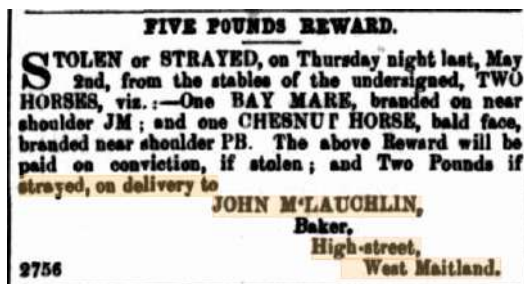 FIVE POUNDS REWARD.
STOLEN or STRAYED, on Thursday night last, May
2nd, from the stables of the undersigned, TWO
HORSES, viz.:—One BAY MARE, branded on near
shoulder JM; and one CHESNUT HORSE, bald face,
branded near shoulder PB. The above Reward will be
paid on conviction, if stolen; and Two Pounds if
strayed, on delivery to
JOHN M'LAUCHLIN,
Baker,
High-street,
West Maitland.
2756